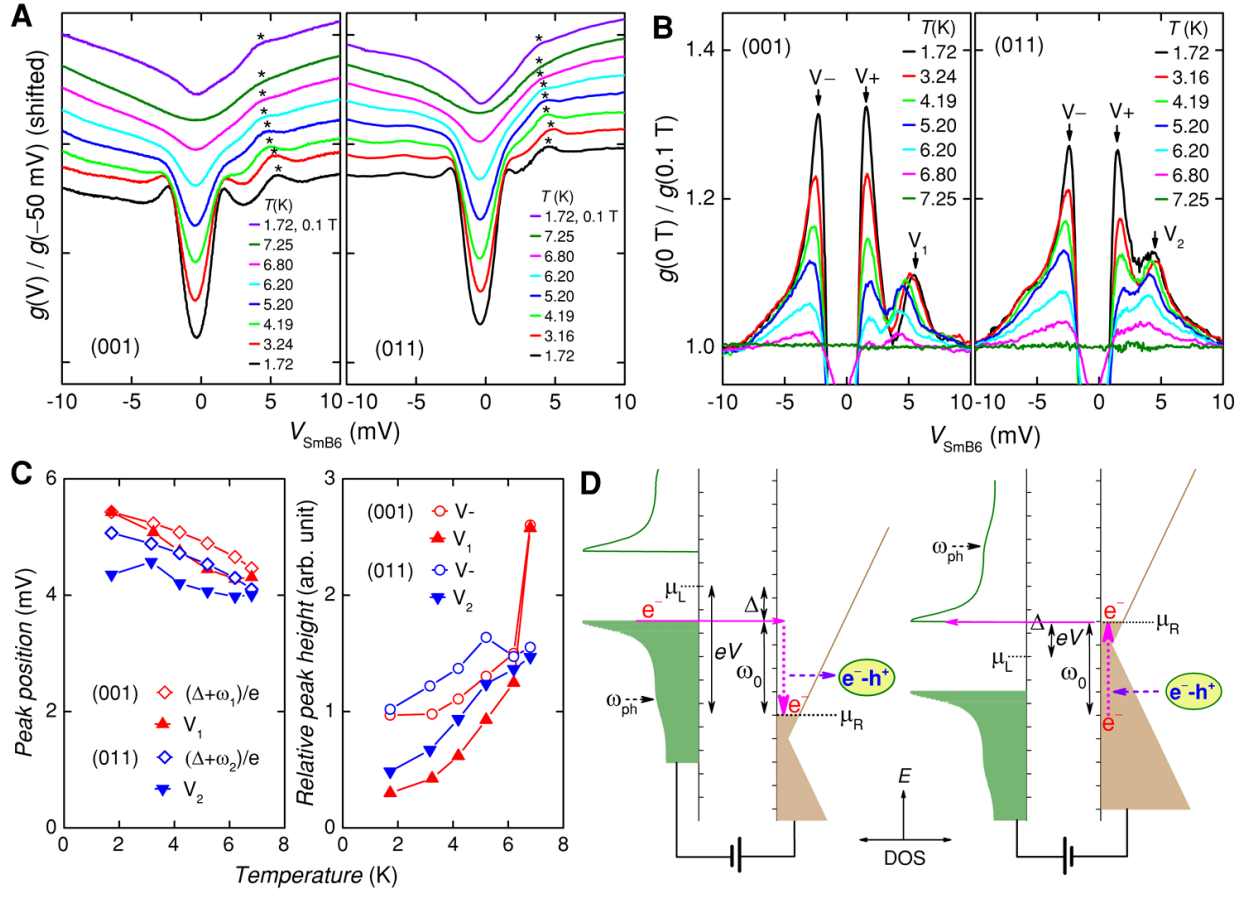 A
g(V) / g(−50 mV) (shifted)
*
*
*
*
*
*
*
T(K)
1.72, 0.1 T
7.25
6.80
6.20
5.20
4.19
3.24
1.72
(001)
-10 -5 0 5 10
*
*
*
*
*
*
*
T(K)
1.72, 0.1 T
7.25
6.80
6.20
5.20
4.19
3.16
1.72
(011)
-5 0 5 10
V_SmB6 (mV)
B
g(0 T) / g(0.1 T)
1.4
1.2
1.0
(001)
T(K)
1.72
3.24
4.19
5.20
6.20
6.80
7.25
V− V+
V₁
-10 -5 0 5
(011)
T (K)
1.72
3.16
4.19
5.20
6.20
6.80
7.25
V− V+
V₂
-10 -5 0 5 10
V_SmB6 (mV)
C
Peak position (mV)
6
4
2
0
(001) (Δ+ω₁)/e
V₁
(011) (Δ+ω₂)/e
V₂
0 2 4 6 8
Relative peak height (arb. unit)
3
2
1
0
(001) V-
V₁
(011) V-
V₂
0 2 4 6 8
Temperature (K)
D
μL
e⁻
Δ
eV
ω₀
ωph
e⁻-h⁺
e⁻
μR
E
DOS
ωph
e⁻
μR
Δ
eV
μL
ω₀
e⁻-h⁺
e⁻